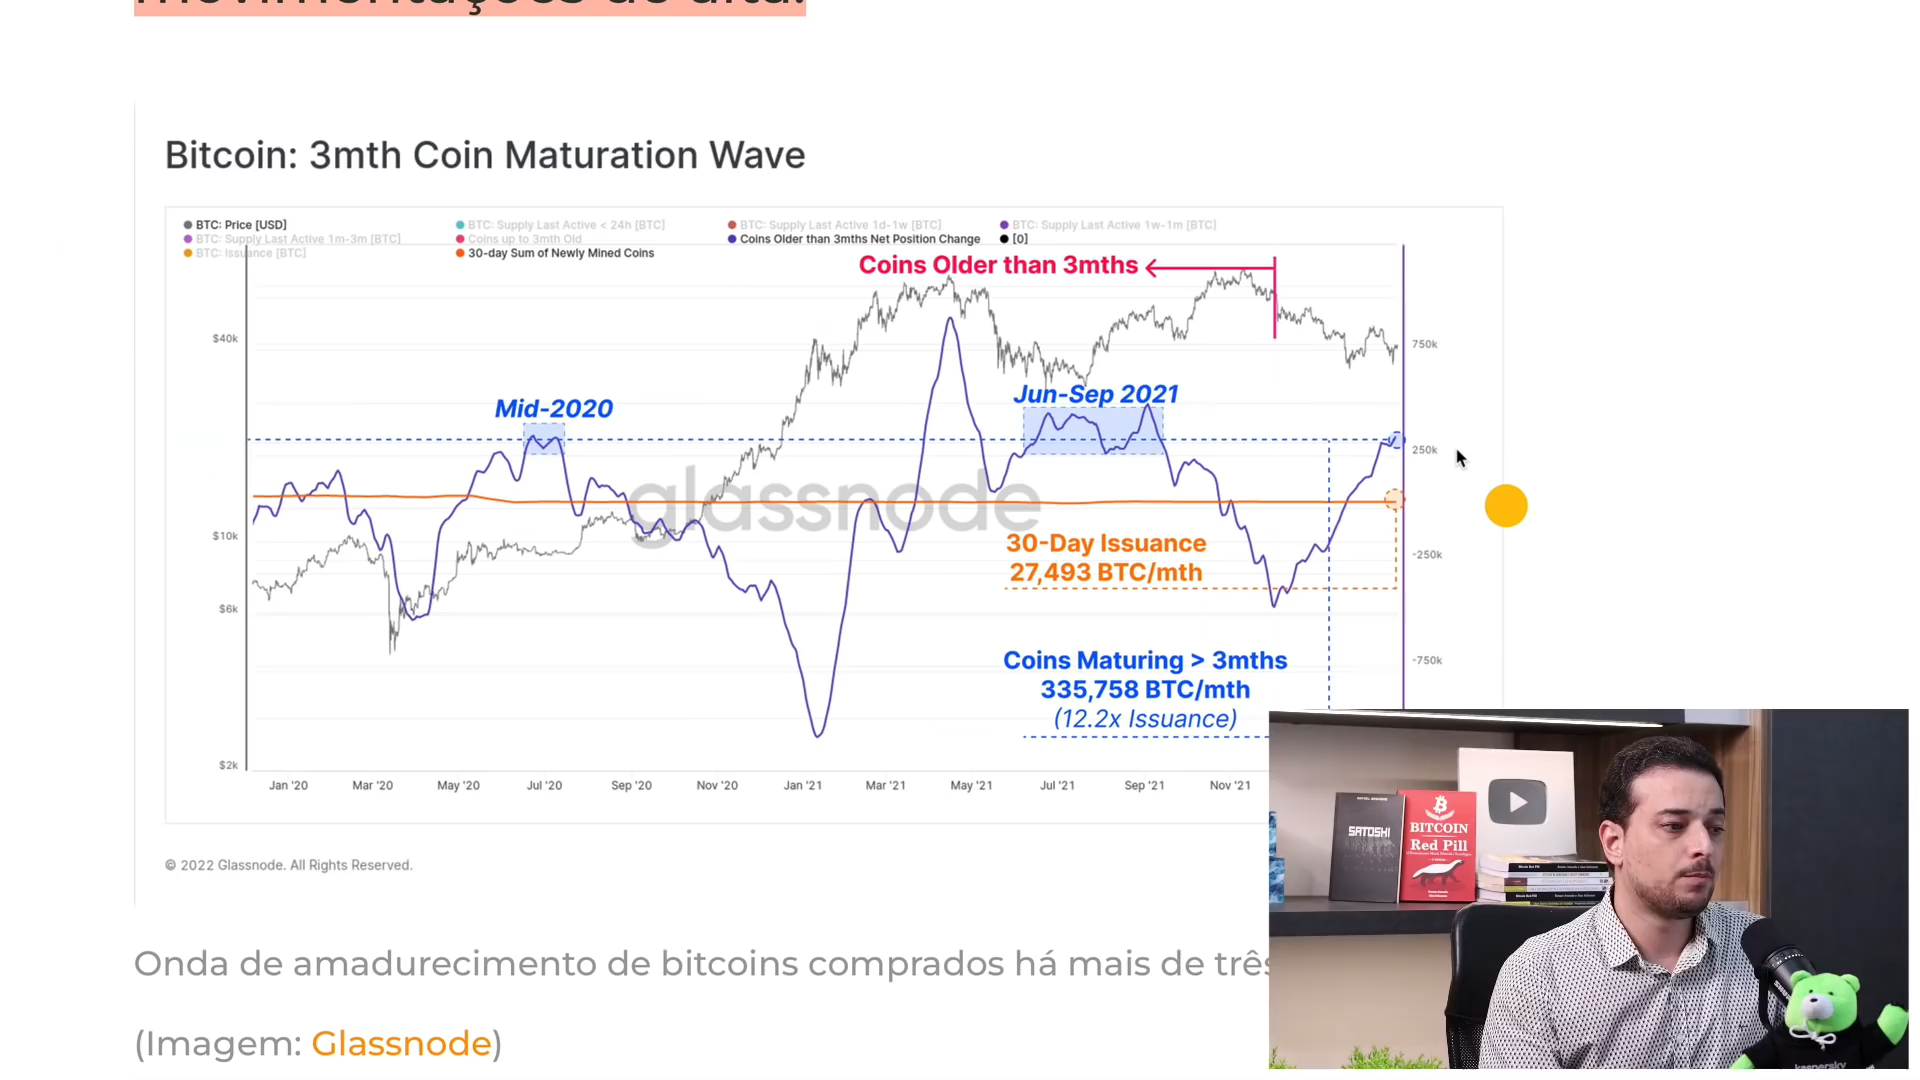 movimentações de alta.
Bitcoin: 3mth Coin Maturation Wave
BTC: Price [USD]
BTC: Supply Last Active < 24h [BTC]
BTC: Supply Last Active 1d-1w [BTC]
BTC: Supply Last Active 1w-1m [BTC]
BTC: Supply Last Active 1m-3m [BTC]
Coins up to 3mth Old
Coins Older than 3mths Net Position Change
[0]
BTC: Issuance [BTC]
30-day Sum of Newly Mined Coins
Coins Older than 3mths
$40k
750k
Mid-2020
Jun-Sep 2021
250k
glassnode
$10k
30-Day Issuance
27,493 BTC/mth
-250k
$6k
Coins Maturing > 3mths
335,758 BTC/mth
(12.2x Issuance)
-750k
$2k
Jan '20
Mar '20
May '20
Jul '20
Sep '20
Nov '20
Jan '21
Mar '21
May '21
Jul '21
Sep '21
Nov '21
© 2022 Glassnode. All Rights Reserved.
SATOSHI
BITCOIN
Red Pill
Onda de amadurecimento de bitcoins comprados há mais de três
(Imagem: Glassnode)
kaspersky